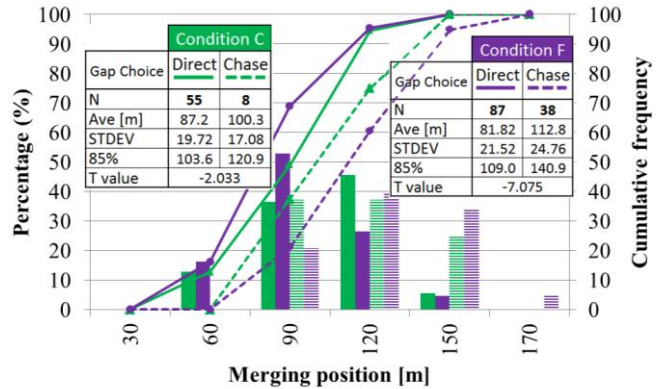 100
90
80
70
60
50
40
30
20
10
0
Percentage (%)
Condition C
Gap Choice Direct Chase
N 55 8
Ave [m] 87.2 100.3
STDEV 19.72 17.08
85% 103.6 120.9
T value -2.033
Condition F
Gap Choice Direct Chase
N 87 38
Ave [m] 81.82 112.8
STDEV 21.52 24.76
85% 109.0 140.9
T value -7.075
100
90
80
70
60
50
40
30
20
10
0
Cumulative frequency
30 60 90 120 150 170
Merging position [m]